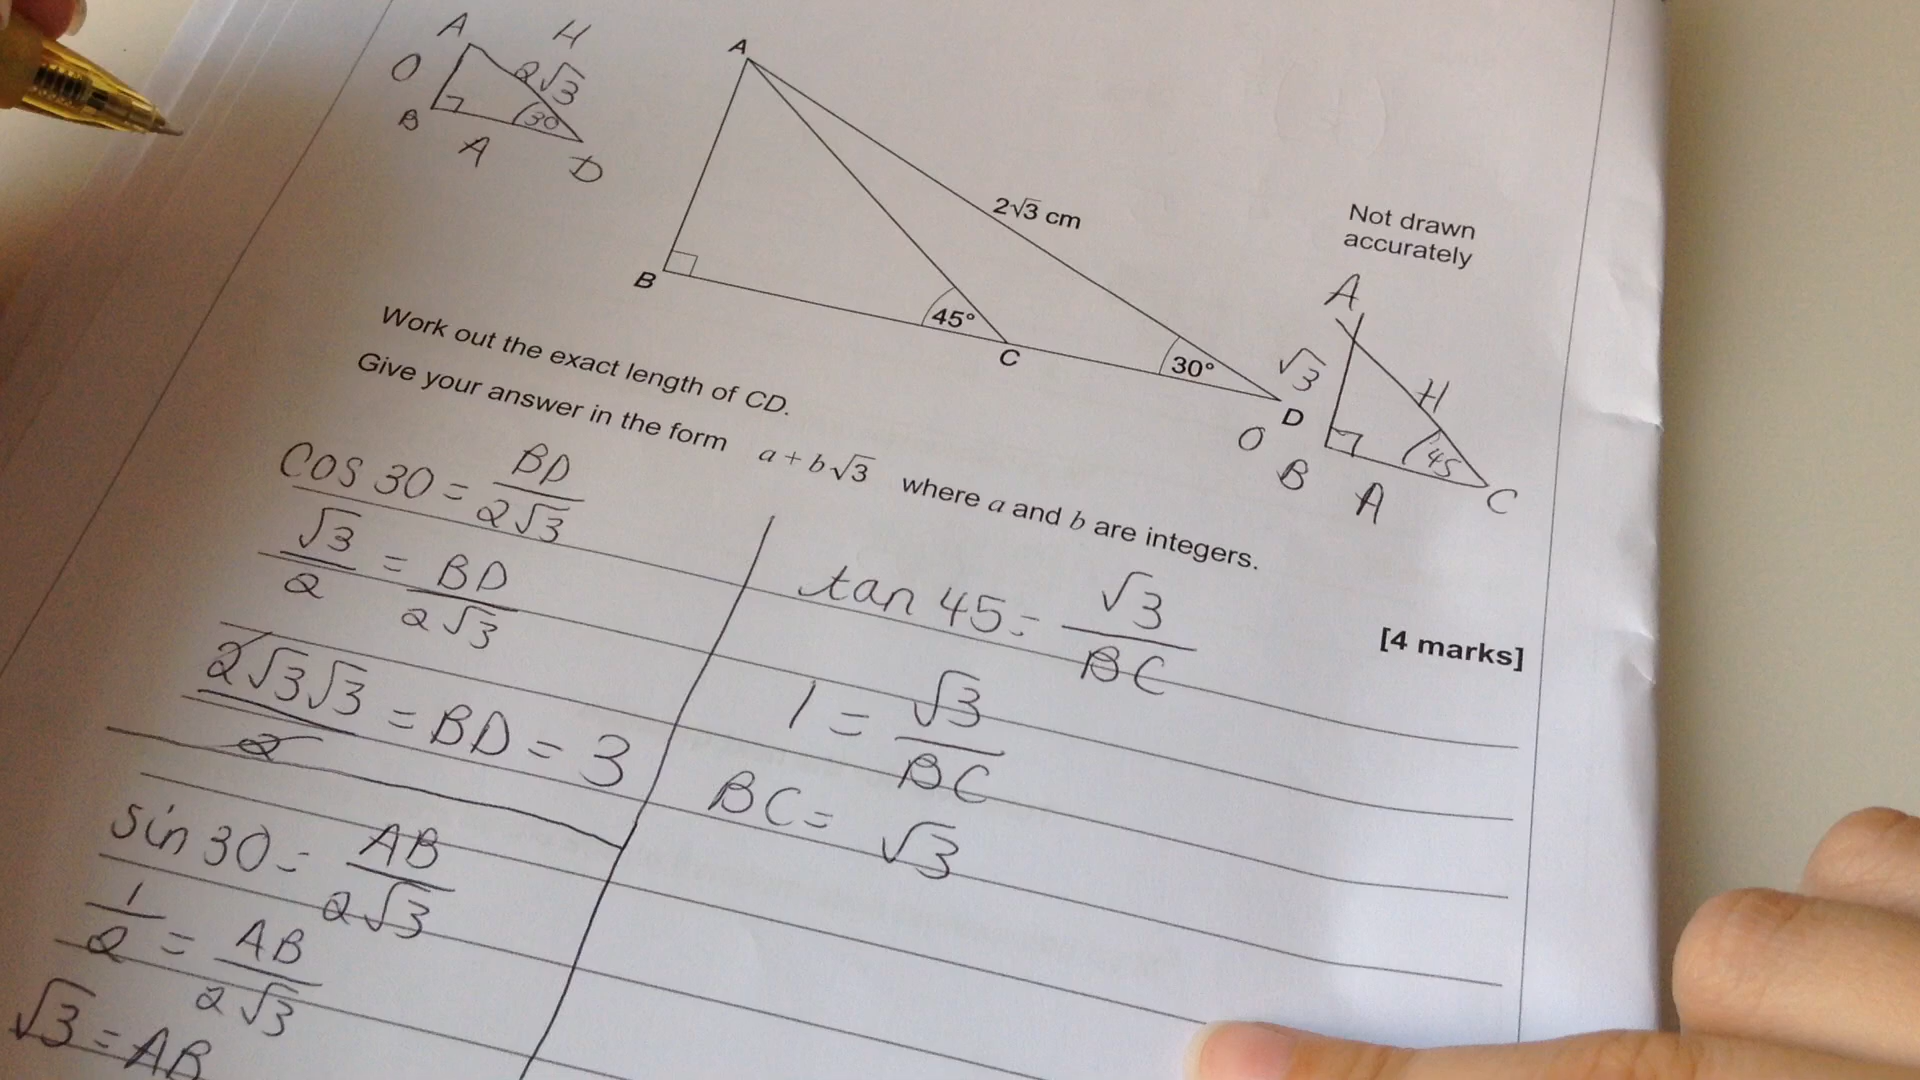 A H
O 2√3
B 30
A D
A
2√3 cm
B 45° C 30° D
Not drawn
accurately
A
√3 H
O B 45
A C
Work out the exact length of CD.
Give your answer in the form a + b√3 where a and b are integers.
[4 marks]
cos 30 = BD/2√3
√3/2 = BD/2√3
2√3√3/2 = BD = 3
sin 30 = AB/2√3
1/2 = AB/2√3
√3 = AB
tan 45 = √3/BC
1 = √3/BC
BC = √3